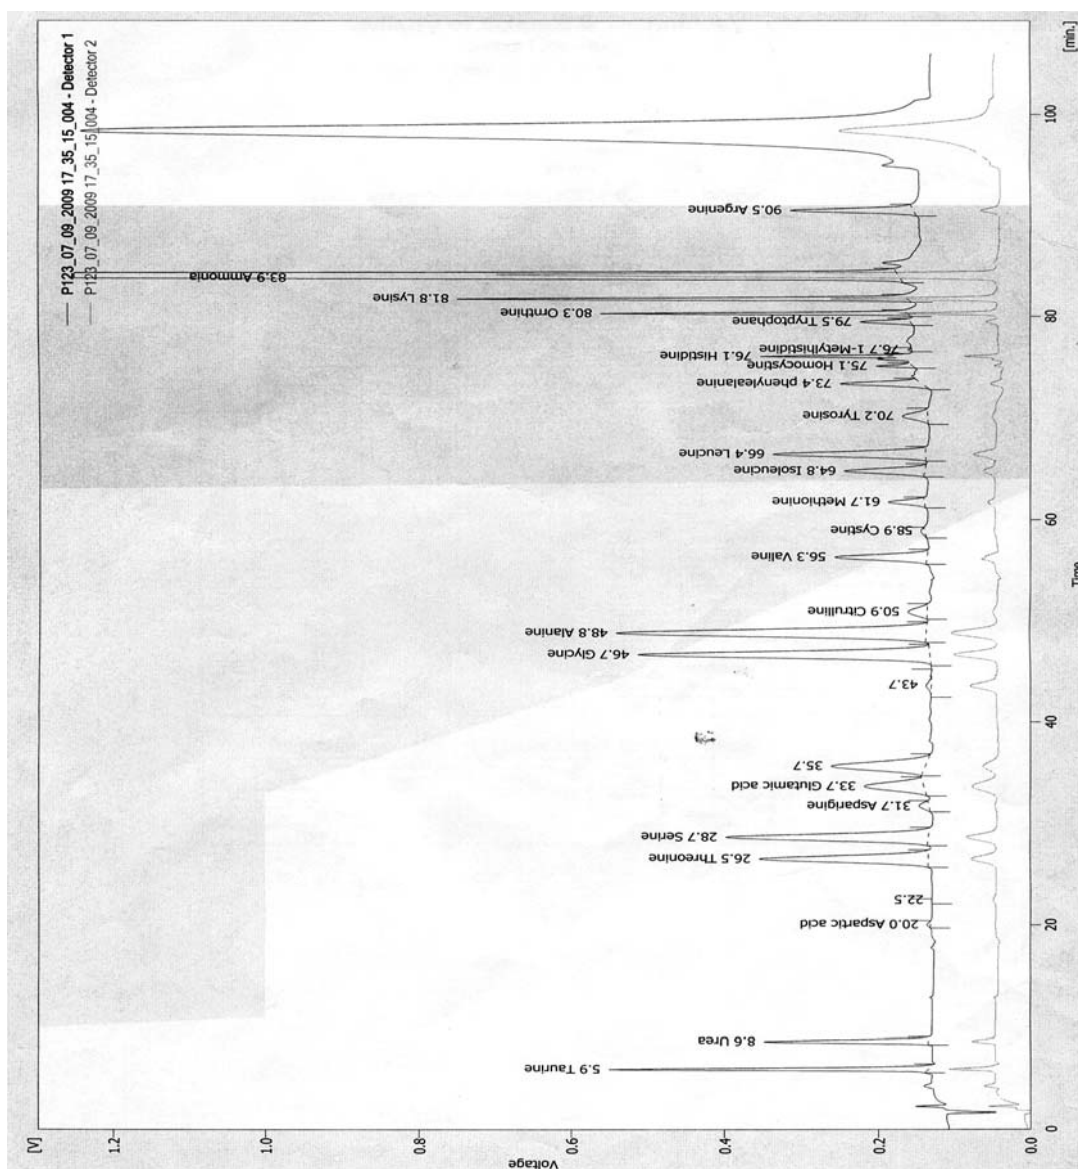 P123_07_09_2009 17_35_15_004 - Detector 1
P123_07_09_2009 17_35_15_004 - Detector 2
[V]
1.2
1.0
0.8
0.6
0.4
0.2
0.0
Voltage
5.9 Taurine
8.6 Urea
20.0 Aspartic acid
22.5
26.5 Threonine
28.7 Serine
31.7 Asparigine
33.7 Glutamic acid
35.7
43.7
46.7 Glycine
48.8 Alanine
50.9 Citrulline
56.3 Valine
58.9 Cystine
61.7 Methionine
64.8 Isoleucine
66.4 Leucine
70.2 Tyrosine
73.4 phenylealanine
75.1 Homocystine
76.1 Histidine
76.7 1-Metylhistidine
79.5 Tryptophane
80.3 Ornthine
81.8 Lysine
83.9 Ammonia
90.5 Argenine
0
20
40
60
80
100
Time
[min.]